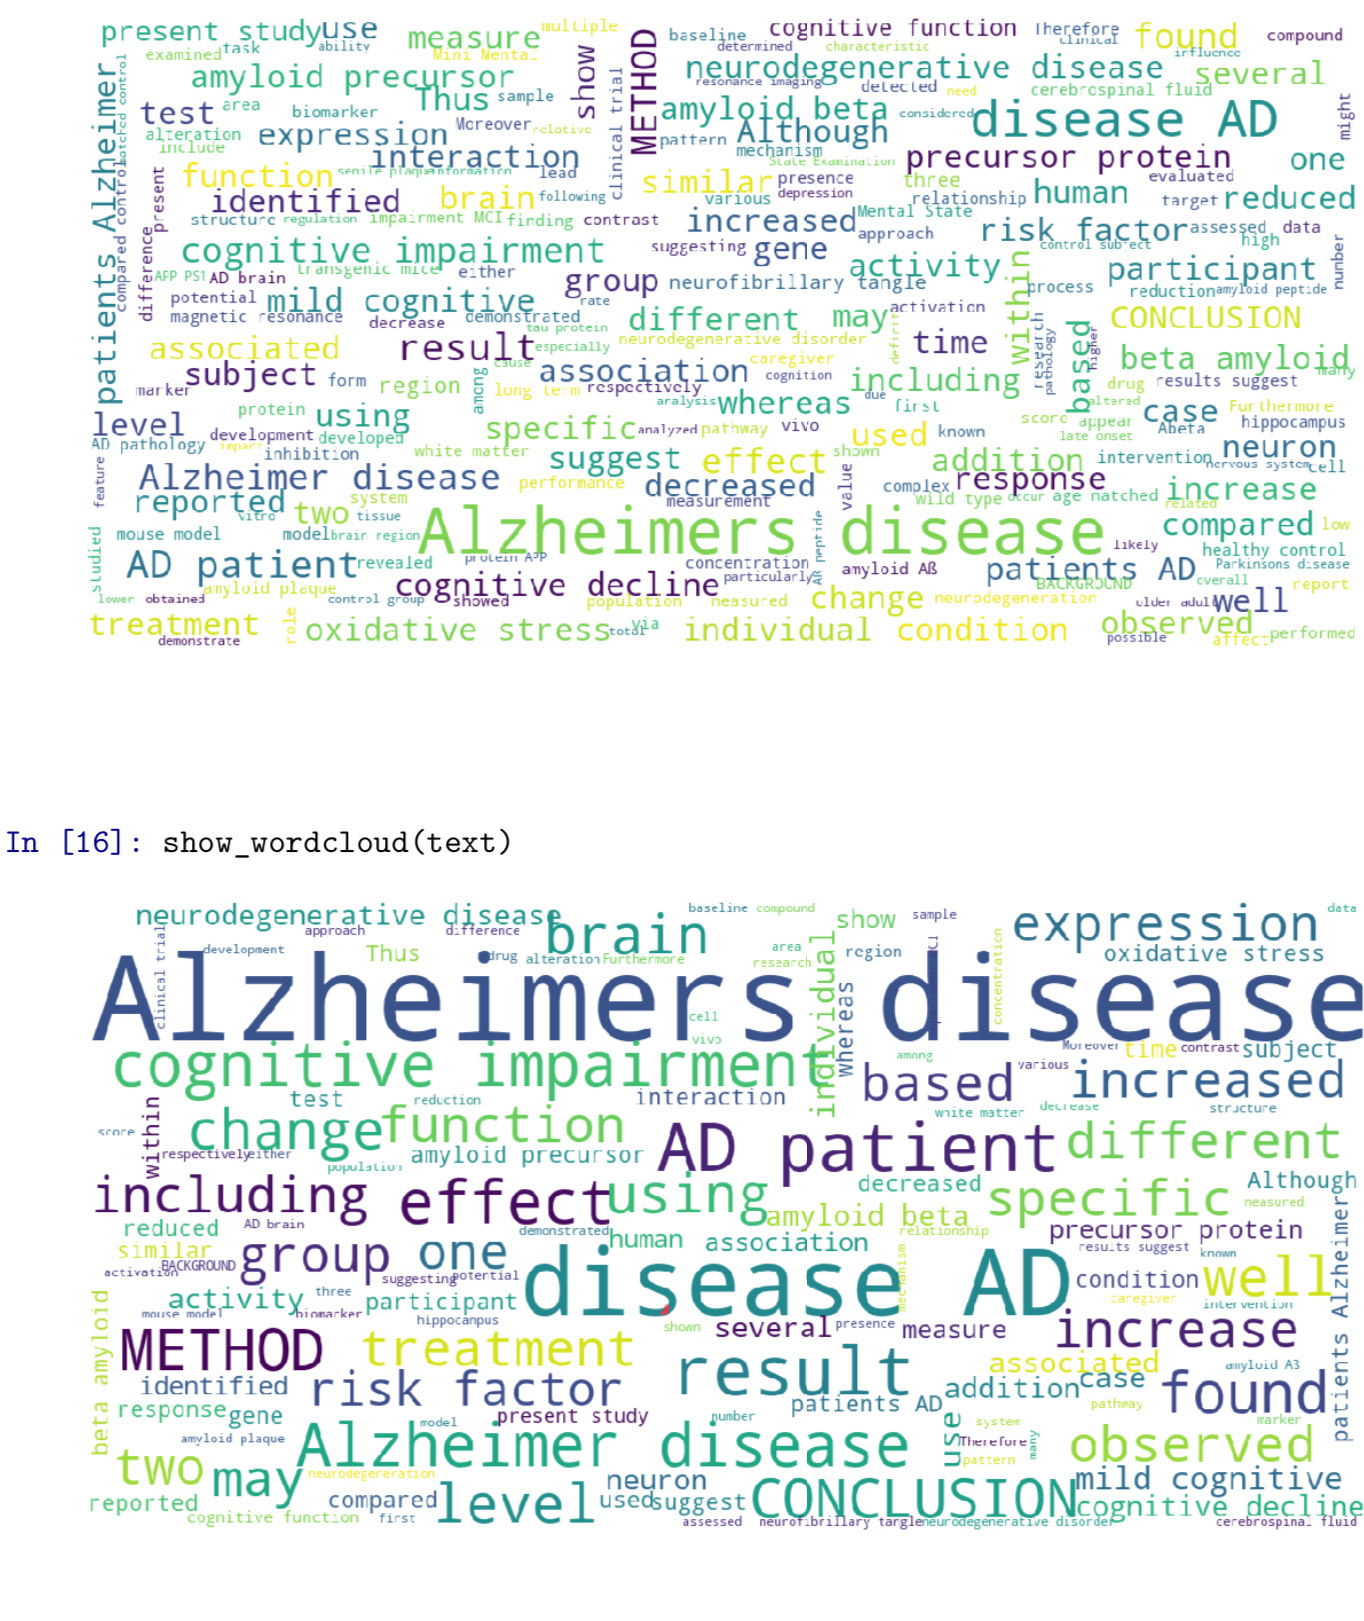 present study use measure multiple baseline cognitive function Therefore found compound
examined task ability Mini Mental show METHOD determined characteristic clinical influence
amyloid precursor neurodegenerative disease several
resonance imaging detected need cerebrospinal fluid
test area biomarker Thus sample clinical trial amyloid beta considered disease AD might
alteration expression Moreover relative pattern Although
include interaction mechanism State Examination precursor protein one
patients Alzheimer matched control function senile plaque information lead similar presence three evaluated
present identified brain following various depression relationship human target reduced
structure regulation impairment MCI finding contrast increased Mental State risk factor assessed data
control compared difference cognitive impairment suggesting gene approach control subject high number
APP PS1 AD brain transgenic mice either group neurofibrillary tangle activity within participant
potential mild cognitive rate process reduction amyloid peptide
magnetic resonance decrease demonstrated different may activation research CONCLUSION
associated result tau protein especially neurodegenerative disorder deficit time pathology based higher
subject cause association caregiver beta amyloid
marker form region among long term respectively cognition including drug results suggest many
level protein using analysis whereas due first altered case Furthermore
AD pathology development developed specific analyzed pathway vivo used known score appear Abeta hippocampus
impact inhibition white matter suggest effect shown late onset neuron
feature Alzheimer disease performance decreased value addition intervention nervous system cell
reported system measurement complex response increase
vitro two tissue wild type occur age matched related
mouse model model brain region Alzheimers disease Aß peptide compared low
studied AD patient revealed protein APP concentration amyloid Aß likely healthy control
amyloid plaque cognitive decline particularly patients AD Parkinsons disease
lower obtained control group showed population measured change neurodegeneration BACKGROUND overall report
treatment role oxidative stress total via individual condition older adult well
demonstrate observed possible affect performed
In [16]: show_wordcloud(text)
neurodegenerative disease baseline compound show sample expression data
approach difference brain area region
clinical trial development Thus drug alteration Furthermore research individual whereas concentration oxidative stress
Alzheimers disease
cell
cognitive impairment vivo among Moreover time contrast subject
based various increased
test reduction interaction white matter decrease structure
score within change function AD patient different
respectively either population amyloid precursor
including effect using decreased specific Although
reduced AD brain amyloid beta relationship measured
similar demonstrated human association precursor protein
activation BACKGROUND group one results suggest known
suggesting potential disease AD mechanism condition well
activity three participant caregiver intervention
mouse model biomarker hippocampus
beta amyloid METHOD treatment shown several presence measure increase patients Alzheimer
result associated amyloid Aß
identified risk factor addition case found
response gene present study patients AD pathway
amyloid plaque model number use system marker
Alzheimer disease Therefore many observed
two may neurodegeneration neuron pattern mild cognitive
reported compared level used suggest CONCLUSION cognitive decline
cognitive function first assessed neurofibrillary tangle neurodegenerative disorder cerebrospinal fluid